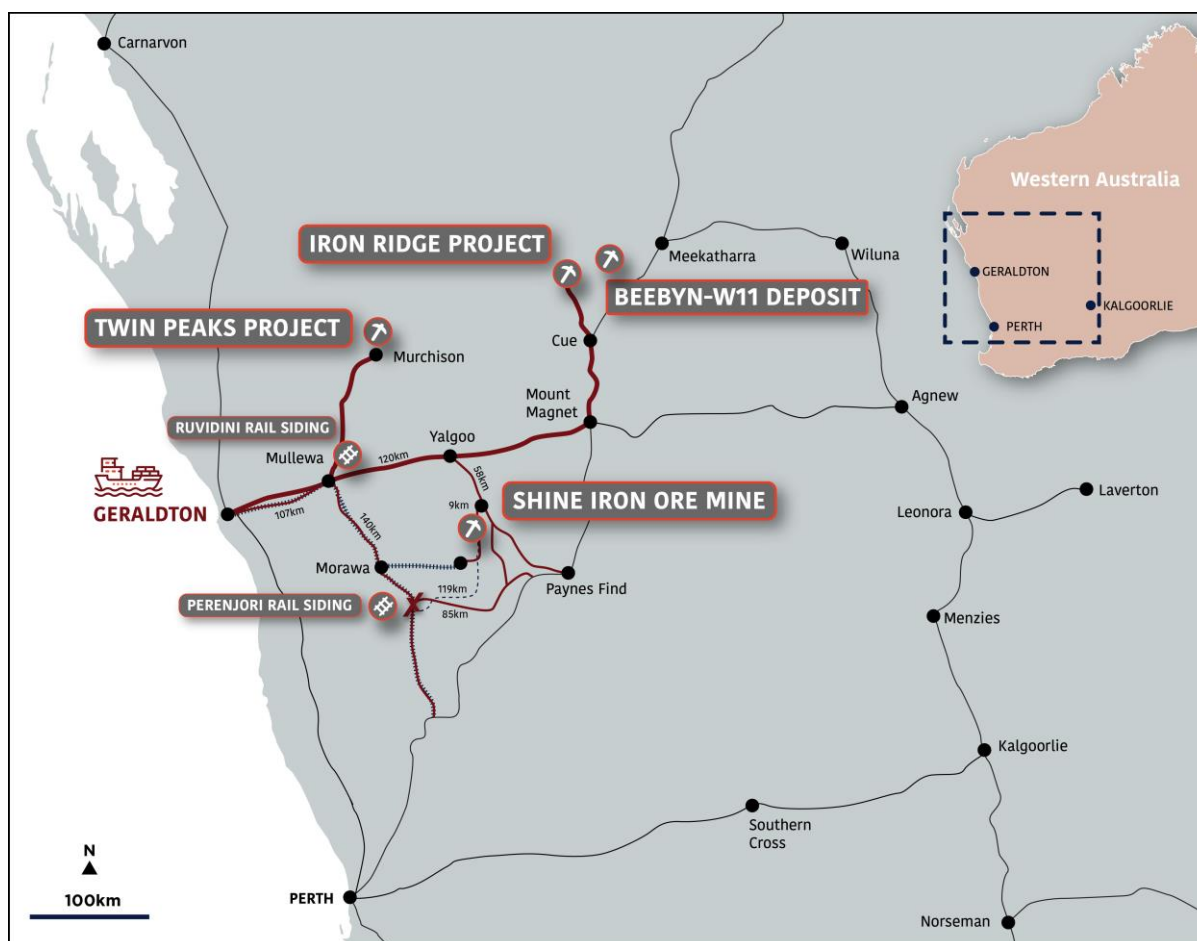 Carnarvon
Western Australia
IRON RIDGE PROJECT
Meekatharra
Wiluna
GERALDTON
BEEBYN-W11 DEPOSIT
KALGOORLIE
TWIN PEAKS PROJECT
PERTH
Cue
Murchison
Mount
Magnet
Agnew
RUVIDINI RAIL SIDING
Yalgoo
Mullewa
120km
58km
GERALDTON
107km
140km
9km
SHINE IRON ORE MINE
Laverton
Leonora
Morawa
119km
Paynes Find
PERENJORI RAIL SIDING
85km
Menzies
Kalgoorlie
Southern
Cross
N
100km
PERTH
Norseman